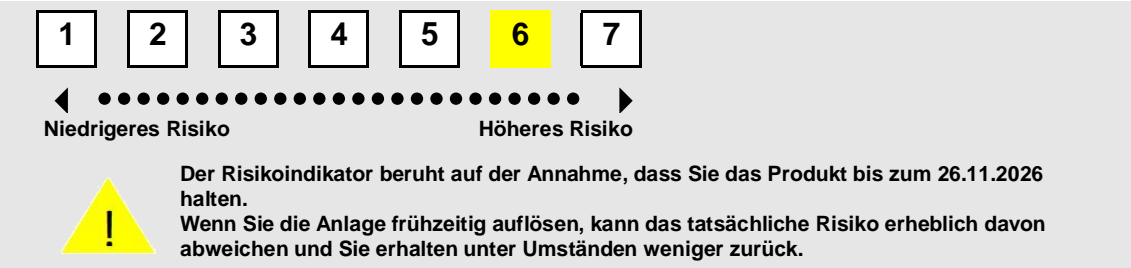 1 2 3 4 5 6 7
Niedrigeres Risiko Höheres Risiko
Der Risikoindikator beruht auf der Annahme, dass Sie das Produkt bis zum 26.11.2026
halten.
Wenn Sie die Anlage frühzeitig auflösen, kann das tatsächliche Risiko erheblich davon
abweichen und Sie erhalten unter Umständen weniger zurück.
!